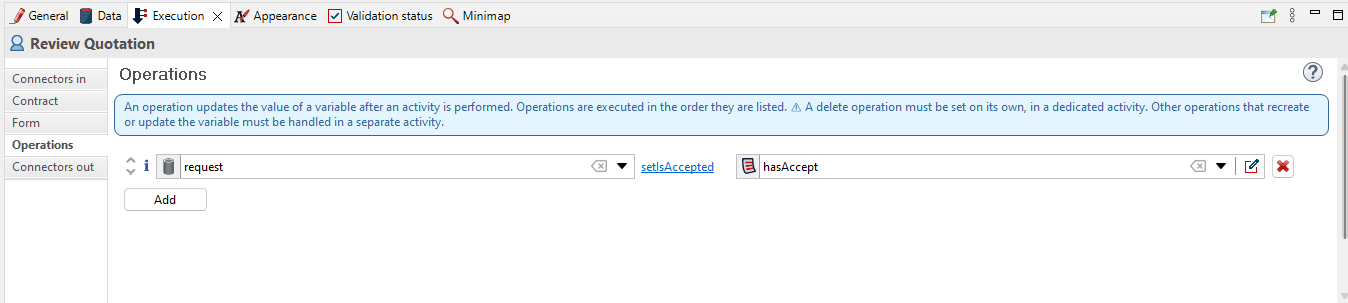 General Data Execution Appearance Validation status Minimap
Review Quotation
Connectors in
Contract
Form
Operations
Connectors out
Operations
An operation updates the value of a variable after an activity is performed. Operations are executed in the order they are listed. ⚠ A delete operation must be set on its own, in a dedicated activity. Other operations that recreate
or update the variable must be handled in a separate activity.
request setIsAccepted hasAccept
Add